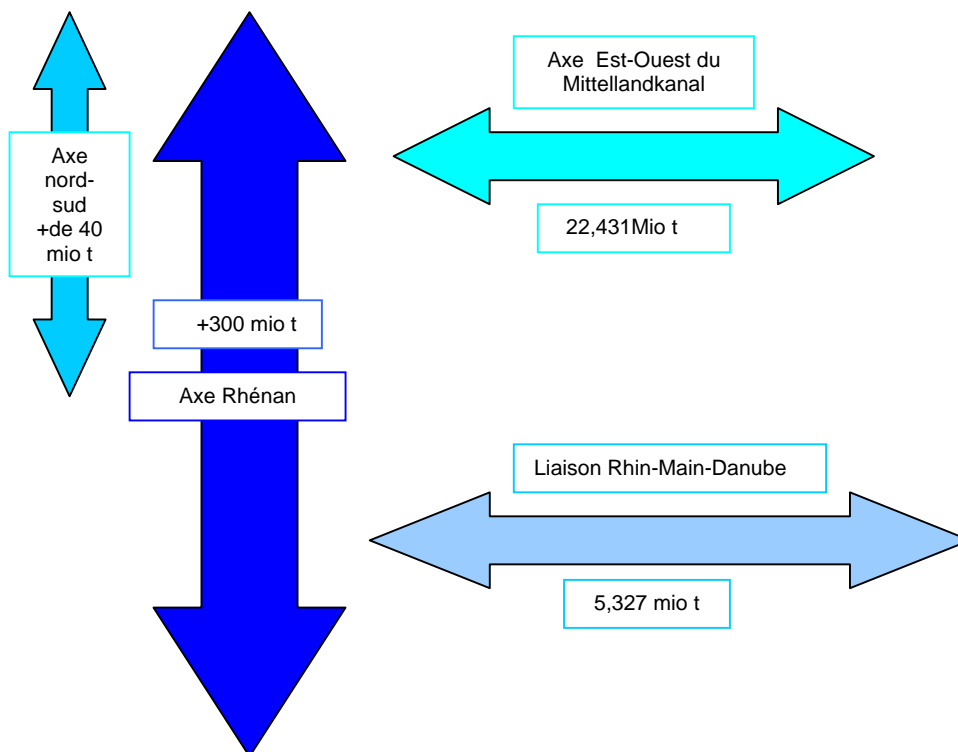 Axe
nord-
sud
+de 40
mio t
+300 mio t
Axe Rhénan
Axe Est-Ouest du
Mittellandkanal
22,431Mio t
Liaison Rhin-Main-Danube
5,327 mio t